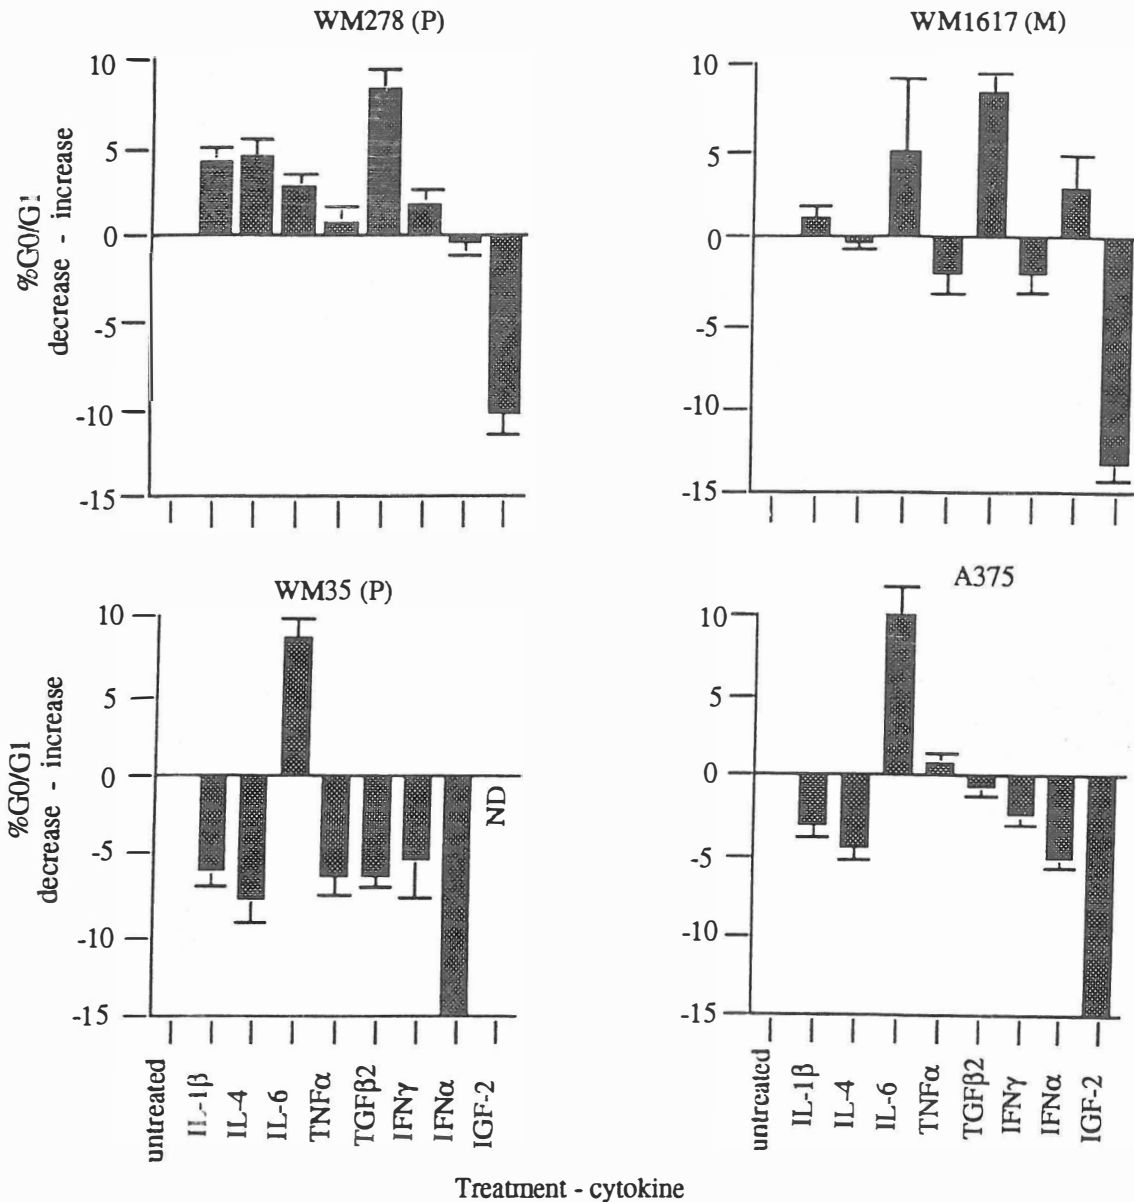 WM278 (P)
10
5
0
-5
-10
-15
%G0/G1
decrease - increase
WM1617 (M)
10
5
0
-5
-10
-15
WM35 (P)
10
5
0
-5
-10
-15
%G0/G1
decrease - increase
ND
untreated
IL-1β
IL-4
IL-6
TNFα
TGFβ2
IFNγ
IFNα
IGF-2
A375
10
5
0
-5
-10
-15
untreated
IL-1β
IL-4
IL-6
TNFα
TGFβ2
IFNγ
IFNα
IGF-2
Treatment - cytokine